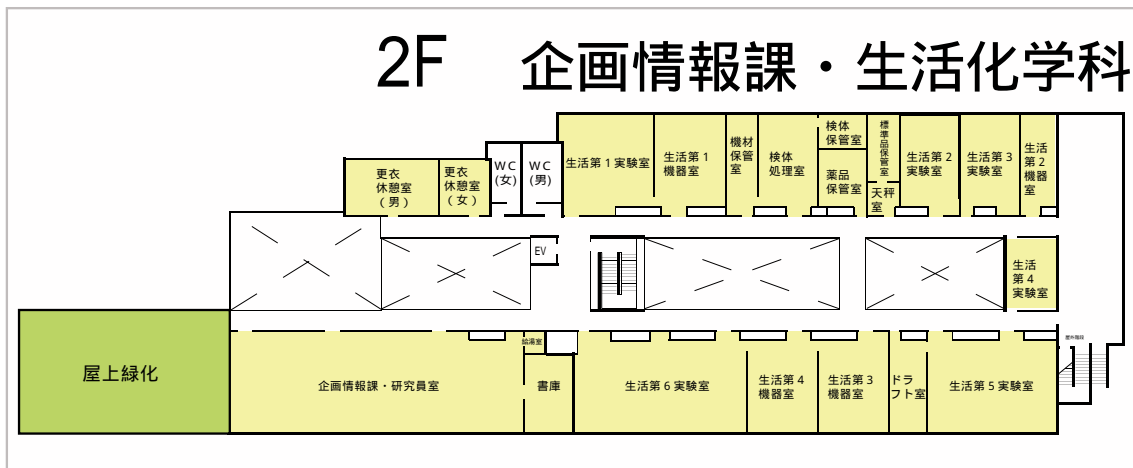 2F 企画情報課・生活化学科
生活第1実験室
生活第1
機器室
機材
保管
室
検体
処理室
検体
保管室
薬品
保管室
標準品保管室
天秤
室
生活第2
実験室
生活第3
実験室
生活
第2
機器
室
更衣
休憩室
(男)
更衣
休憩室
(女)
WC
(女)
WC
(男)
EV
生活
第4
実験室
屋外階段
屋上緑化
企画情報課・研究員室
給湯室
書庫
生活第6実験室
生活第4
機器室
生活第3
機器室
ドラ
フト室
生活第5実験室